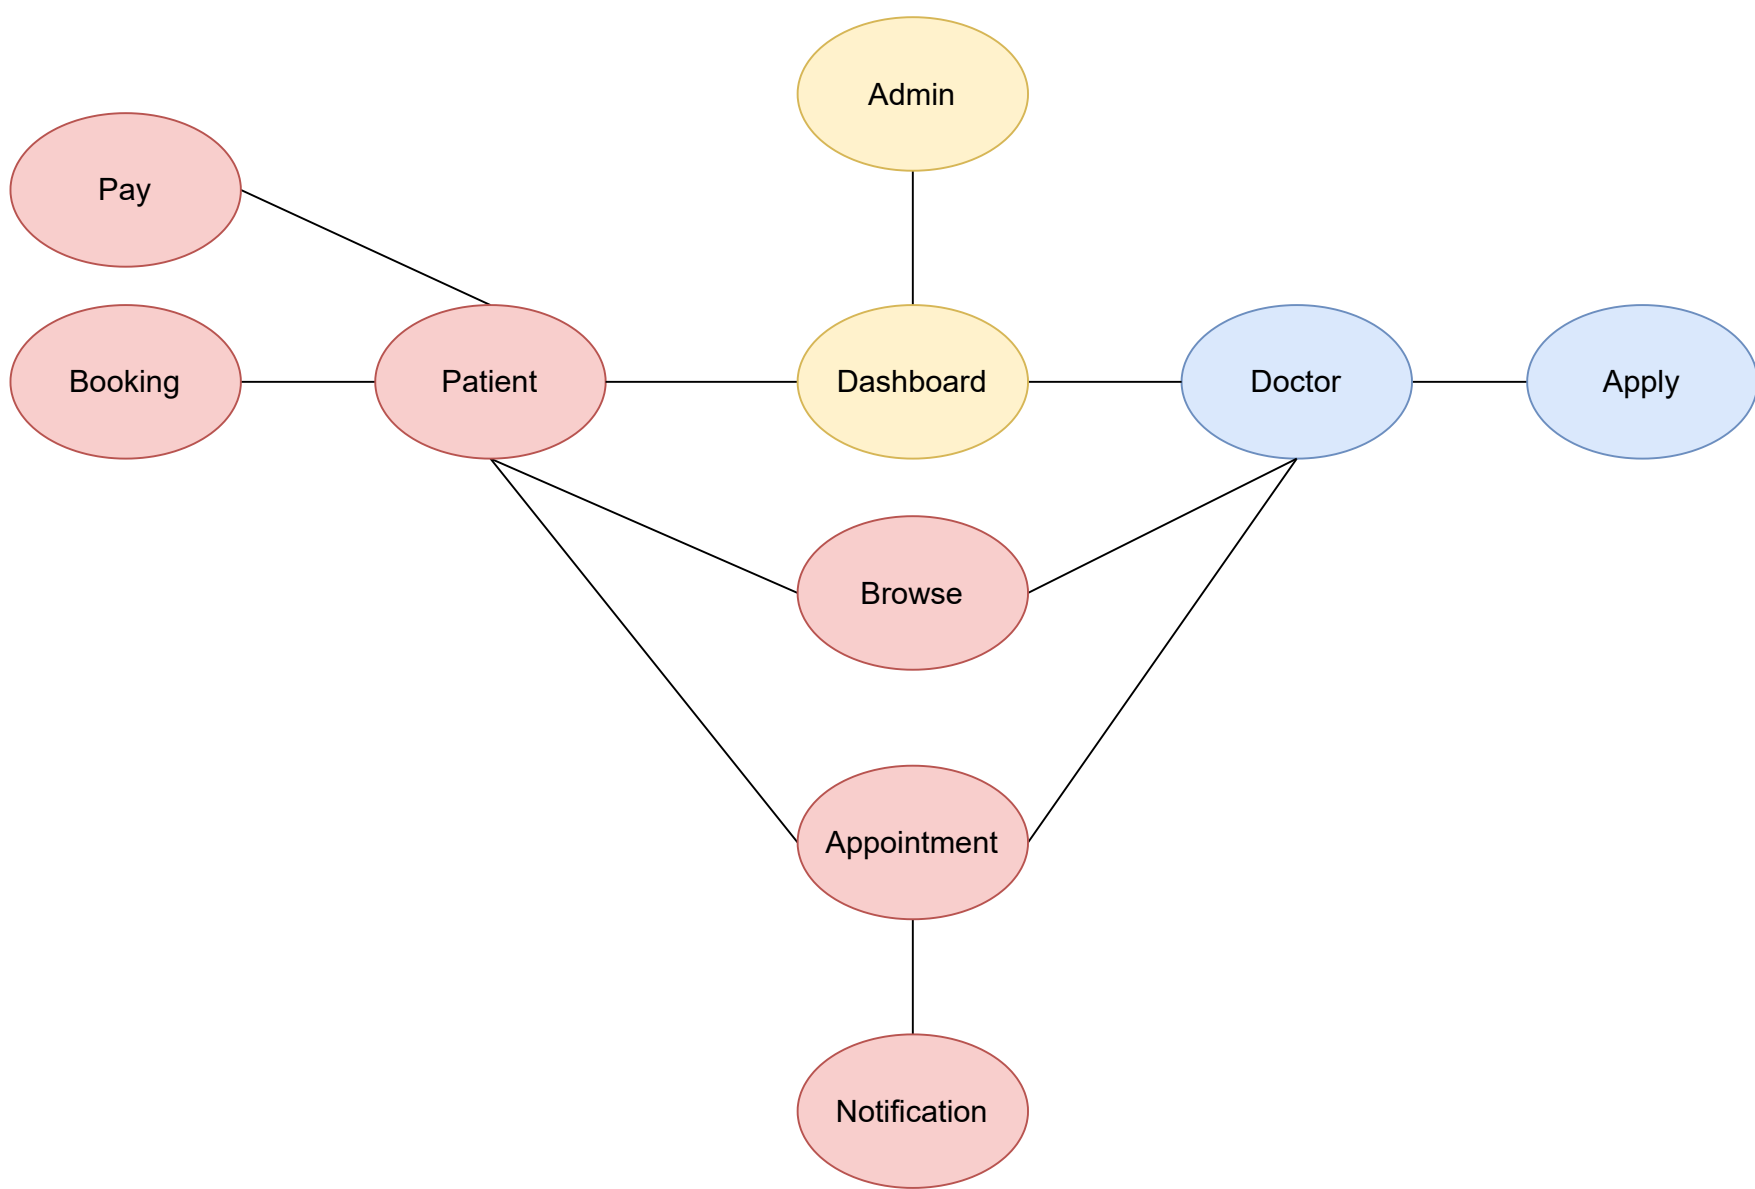 Admin
Pay
Booking
Patient
Dashboard
Doctor
Apply
Browse
Appointment
Notification